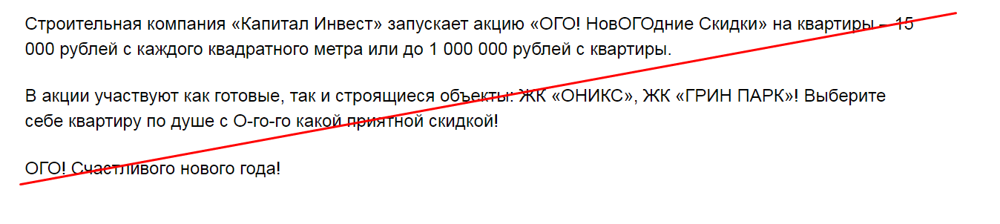 Строительная компания «Капитал Инвест» запускает акцию «ОГО! НовОГОдние Скидки» на квартиры – 15
000 рублей с каждого квадратного метра или до 1 000 000 рублей с квартиры.
В акции участвуют как готовые, так и строящиеся объекты: ЖК «ОНИКС», ЖК «ГРИН ПАРК»! Выберите
себе квартиру по душе с О-го-го какой приятной скидкой!
ОГО! Счастливого нового года!